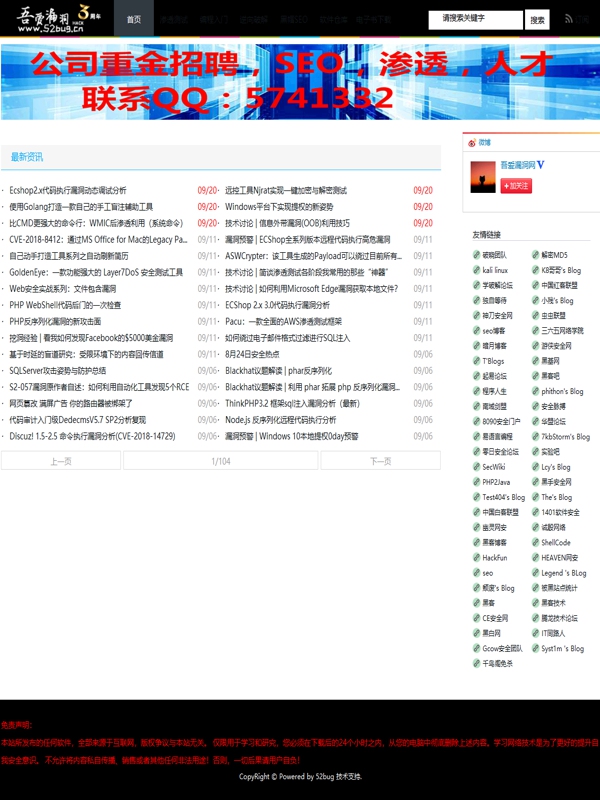 吾爱漏洞 3周年
HACK
www.52bug.cn
首页
请搜索关键字
搜索
订阅
公司重金招聘，SEO，渗透，人才
联系QQ：5741332
最新资讯
Ecshop2.x代码执行漏洞动态调试分析 09/20
远控工具Njrat实现一键加密与解密测试 09/20
使用Golang打造一款自己的手工盲注辅助工具 09/20
Windows平台下实现提权的新姿势 09/20
比CMD更强大的命令行：WMIC后渗透利用（系统命令） 09/20
技术讨论 | 信息外带漏洞(OOB)利用技巧 09/20
CVE-2018-8412：通过MS Office for Mac的Legacy Pa... 09/11
漏洞预警 | ECShop全系列版本远程代码执行高危漏洞 09/11
自己动手打造工具系列之自动刷新简历 09/11
ASWCrypter：该工具生成的Payload可以绕过目前所有... 09/11
GoldenEye：一款功能强大的 Layer7DoS 安全测试工具 09/11
技术讨论 | 简谈渗透测试各阶段我常用的那些“神器” 09/11
Web安全实战系列：文件包含漏洞 09/11
技术讨论 | 如何利用Microsoft Edge漏洞获取本地文件? 09/11
PHP WebShell代码后门的一次检查 09/11
ECShop 2.x 3.0代码执行漏洞分析 09/11
PHP反序列化漏洞的新攻击面 09/11
Pacu：一款全面的AWS渗透测试框架 09/11
挖洞经验 | 看我如何发现Facebook的$5000美金漏洞 09/11
如何绕过电子邮件格式过滤进行SQL注入 09/11
基于时延的盲道研究：受限环境下的内容回传信道 09/11
8月24日安全热点 09/06
SQLServer攻击姿势与防护总结 09/06
Blackhat议题解读 | phar反序列化 09/06
S2-057漏洞原作者自述：如何利用自动化工具发现5个RCE 09/06
Blackhat议题解读 | 利用 phar 拓展 php 反序列化漏洞... 09/06
网页篡改 满屏广告 你的路由器被绑架了 09/06
ThinkPHP3.2 框架sql注入漏洞分析（最新） 09/06
代码审计入门级DedecmsV5.7 SP2分析复现 09/06
Node.js 反序列化远程代码执行分析 09/06
Discuz! 1.5-2.5 命令执行漏洞分析(CVE-2018-14729) 09/06
漏洞预警 | Windows 10本地提权0day预警 09/06
上一页
1/104
下一页
微博
吾爱漏洞网
+加关注
友情链接
破晓团队 解密MD5
kali linux K8哥哥's Blog
学破解论坛 中国红客联盟
独自等待 小残's Blog
神刀安全网 虫虫联盟
seo博客 三六五网络学院
暗月博客 游侠安全网
T'Blogs 黑基网
起易论坛 黑客吧
程序人生 phithon's Blog
南域剑盟 安全脉搏
8090安全门户 华盟论坛
易语言编程 7kbStorm's Blog
零日安全论坛 实验吧
SecWiki Lcy's Blog
PHP2Java 黑手安全网
Test404's Blog The's Blog
中国白客联盟 1401软件安全
幽灵网安 诚殷网络
黑客博客 ShellCode
HackFun HEAVEN网安
seo Legend 's BLog
颓废's Blog 被黑站点统计
黑客 黑客技术
CE安全网 腾龙技术论坛
黑白网 IT同路人
Gcow安全团队 Syst1m 's Blog
千鸟阁免杀
免责声明：
本站所发布的任何软件，全部来源于互联网，版权争议与本站无关。 仅限用于学习和研究，您必须在下载后的24个小时之内，从您的电脑中彻底删除上述内容。学习网络技术是为了更好的提升自
我安全意识。 不允许将内容私自传播，销售或者其他任何非法用途！否则，一切后果请用户自负！
CopyRight © Powered by 52bug 技术支持.